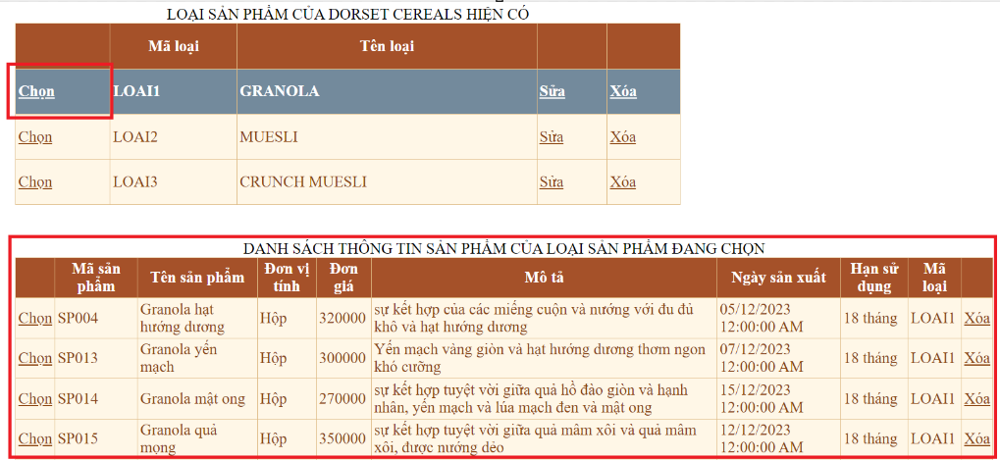 LOẠI SẢN PHẨM CỦA DORSET CEREALS HIỆN CÓ
Mã loại Tên loại
Chọn LOAI1 GRANOLA Sửa Xóa
Chọn LOAI2 MUESLI Sửa Xóa
Chọn LOAI3 CRUNCH MUESLI Sửa Xóa
DANH SÁCH THÔNG TIN SẢN PHẨM CỦA LOẠI SẢN PHẨM ĐANG CHỌN
Mã sản phẩm Tên sản phẩm Đơn vị tính Đơn giá Mô tả Ngày sản xuất Hạn sử dụng Mã loại
Chọn SP004 Granola hạt hướng dương Hộp 320000 sự kết hợp của các miếng cuộn và nướng với đu đủ khô và hạt hướng dương 05/12/2023 12:00:00 AM 18 tháng LOAI1 Xóa
Chọn SP013 Granola yến mạch Hộp 300000 Yến mạch vàng giòn và hạt hướng dương thơm ngon khó cưỡng 07/12/2023 12:00:00 AM 18 tháng LOAI1 Xóa
Chọn SP014 Granola mật ong Hộp 270000 sự kết hợp tuyệt vời giữa quả hồ đào giòn và hạnh nhân, yến mạch và lúa mạch đen và mật ong 15/12/2023 12:00:00 AM 18 tháng LOAI1 Xóa
Chọn SP015 Granola quả mọng Hộp 350000 sự kết hợp tuyệt vời giữa quả mâm xôi và quả mâm xôi, được nướng dẻo 12/12/2023 12:00:00 AM 18 tháng LOAI1 Xóa